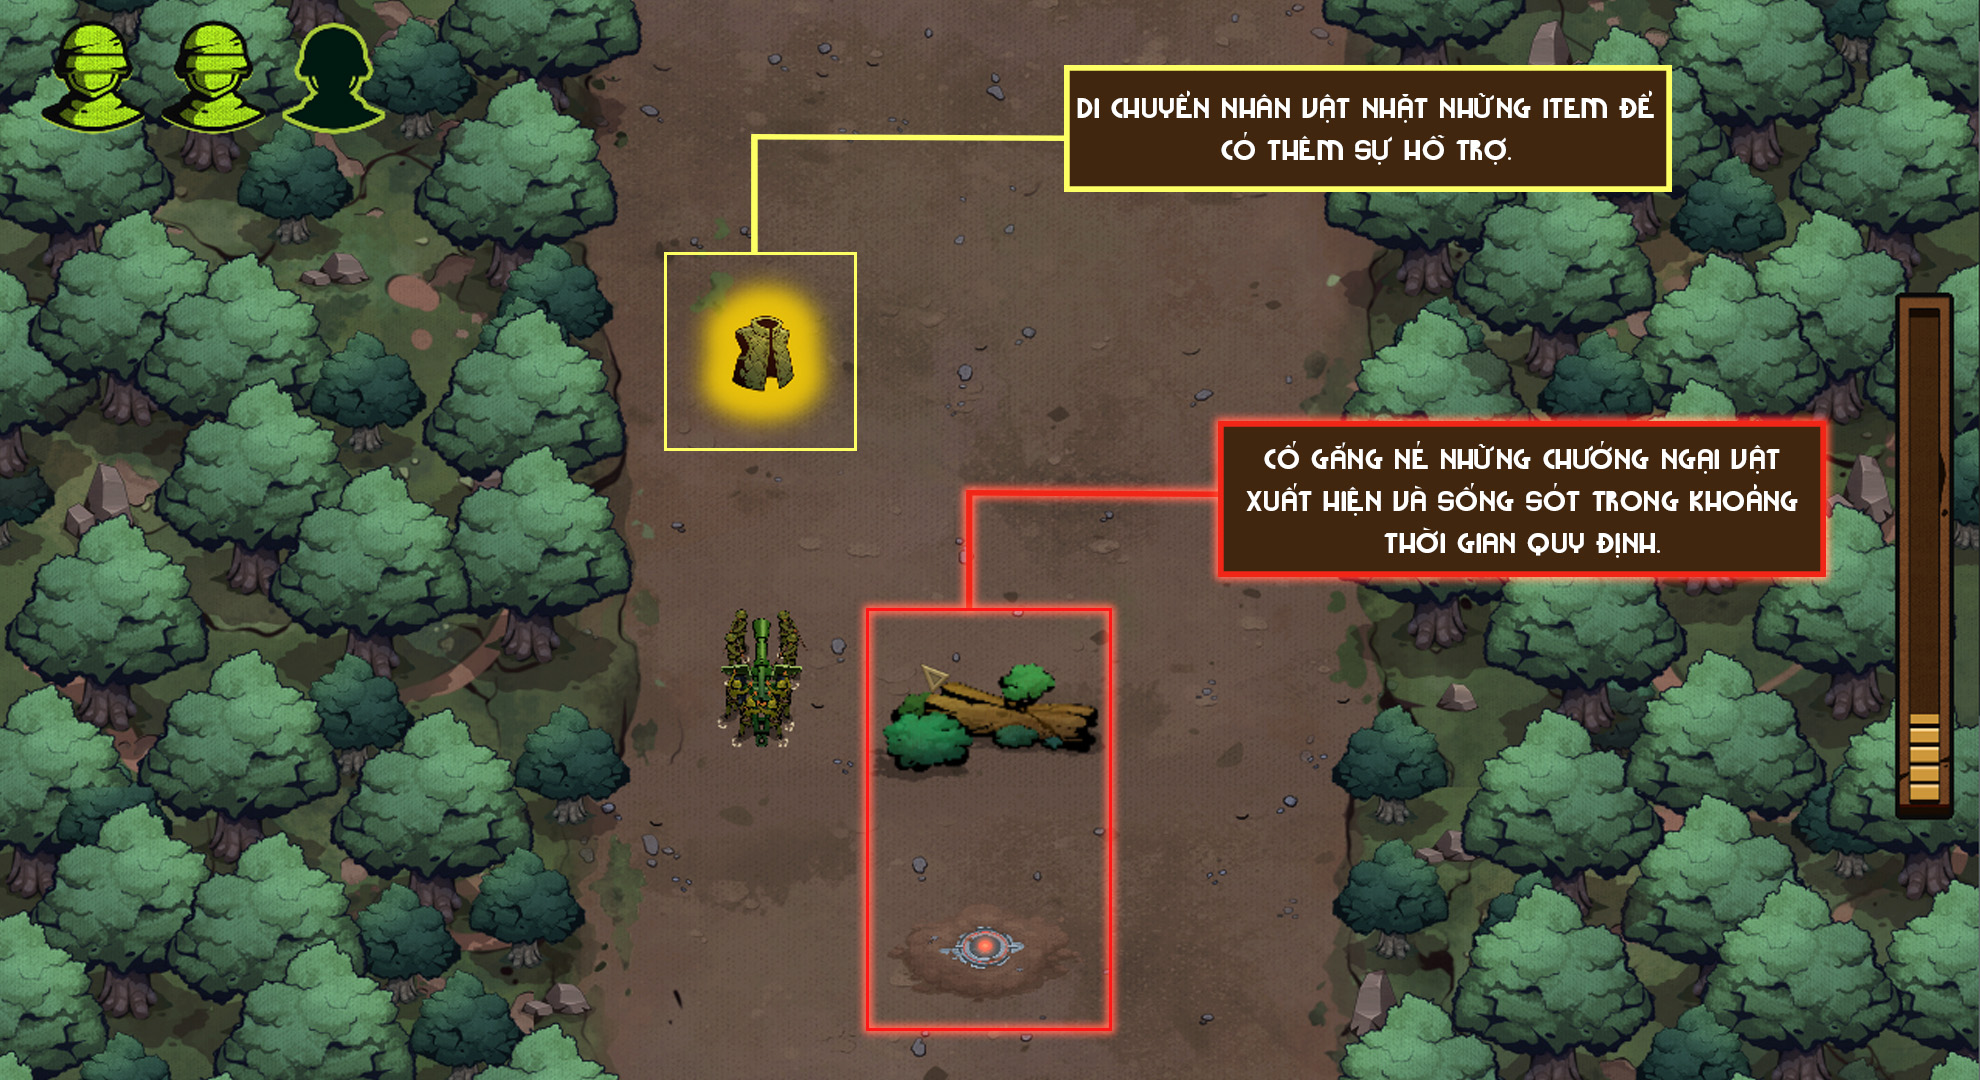 DI CHUYỂN NHÂN VẬT NHẶT NHỮNG ITEM ĐỂ
CÓ THÊM SỰ HỖ TRỢ.
CỐ GẮNG NÉ NHỮNG CHƯỚNG NGẠI VẬT
XUẤT HIỆN VÀ SỐNG SÓT TRONG KHOẢNG
THỜI GIAN QUY ĐỊNH.